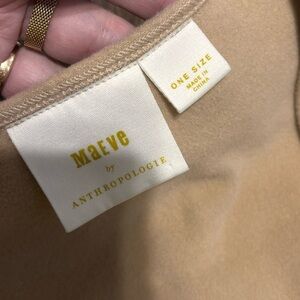 MaEVe
by
ANTHROPOLOGIE
ONE SIZE
MADE IN
CHINA